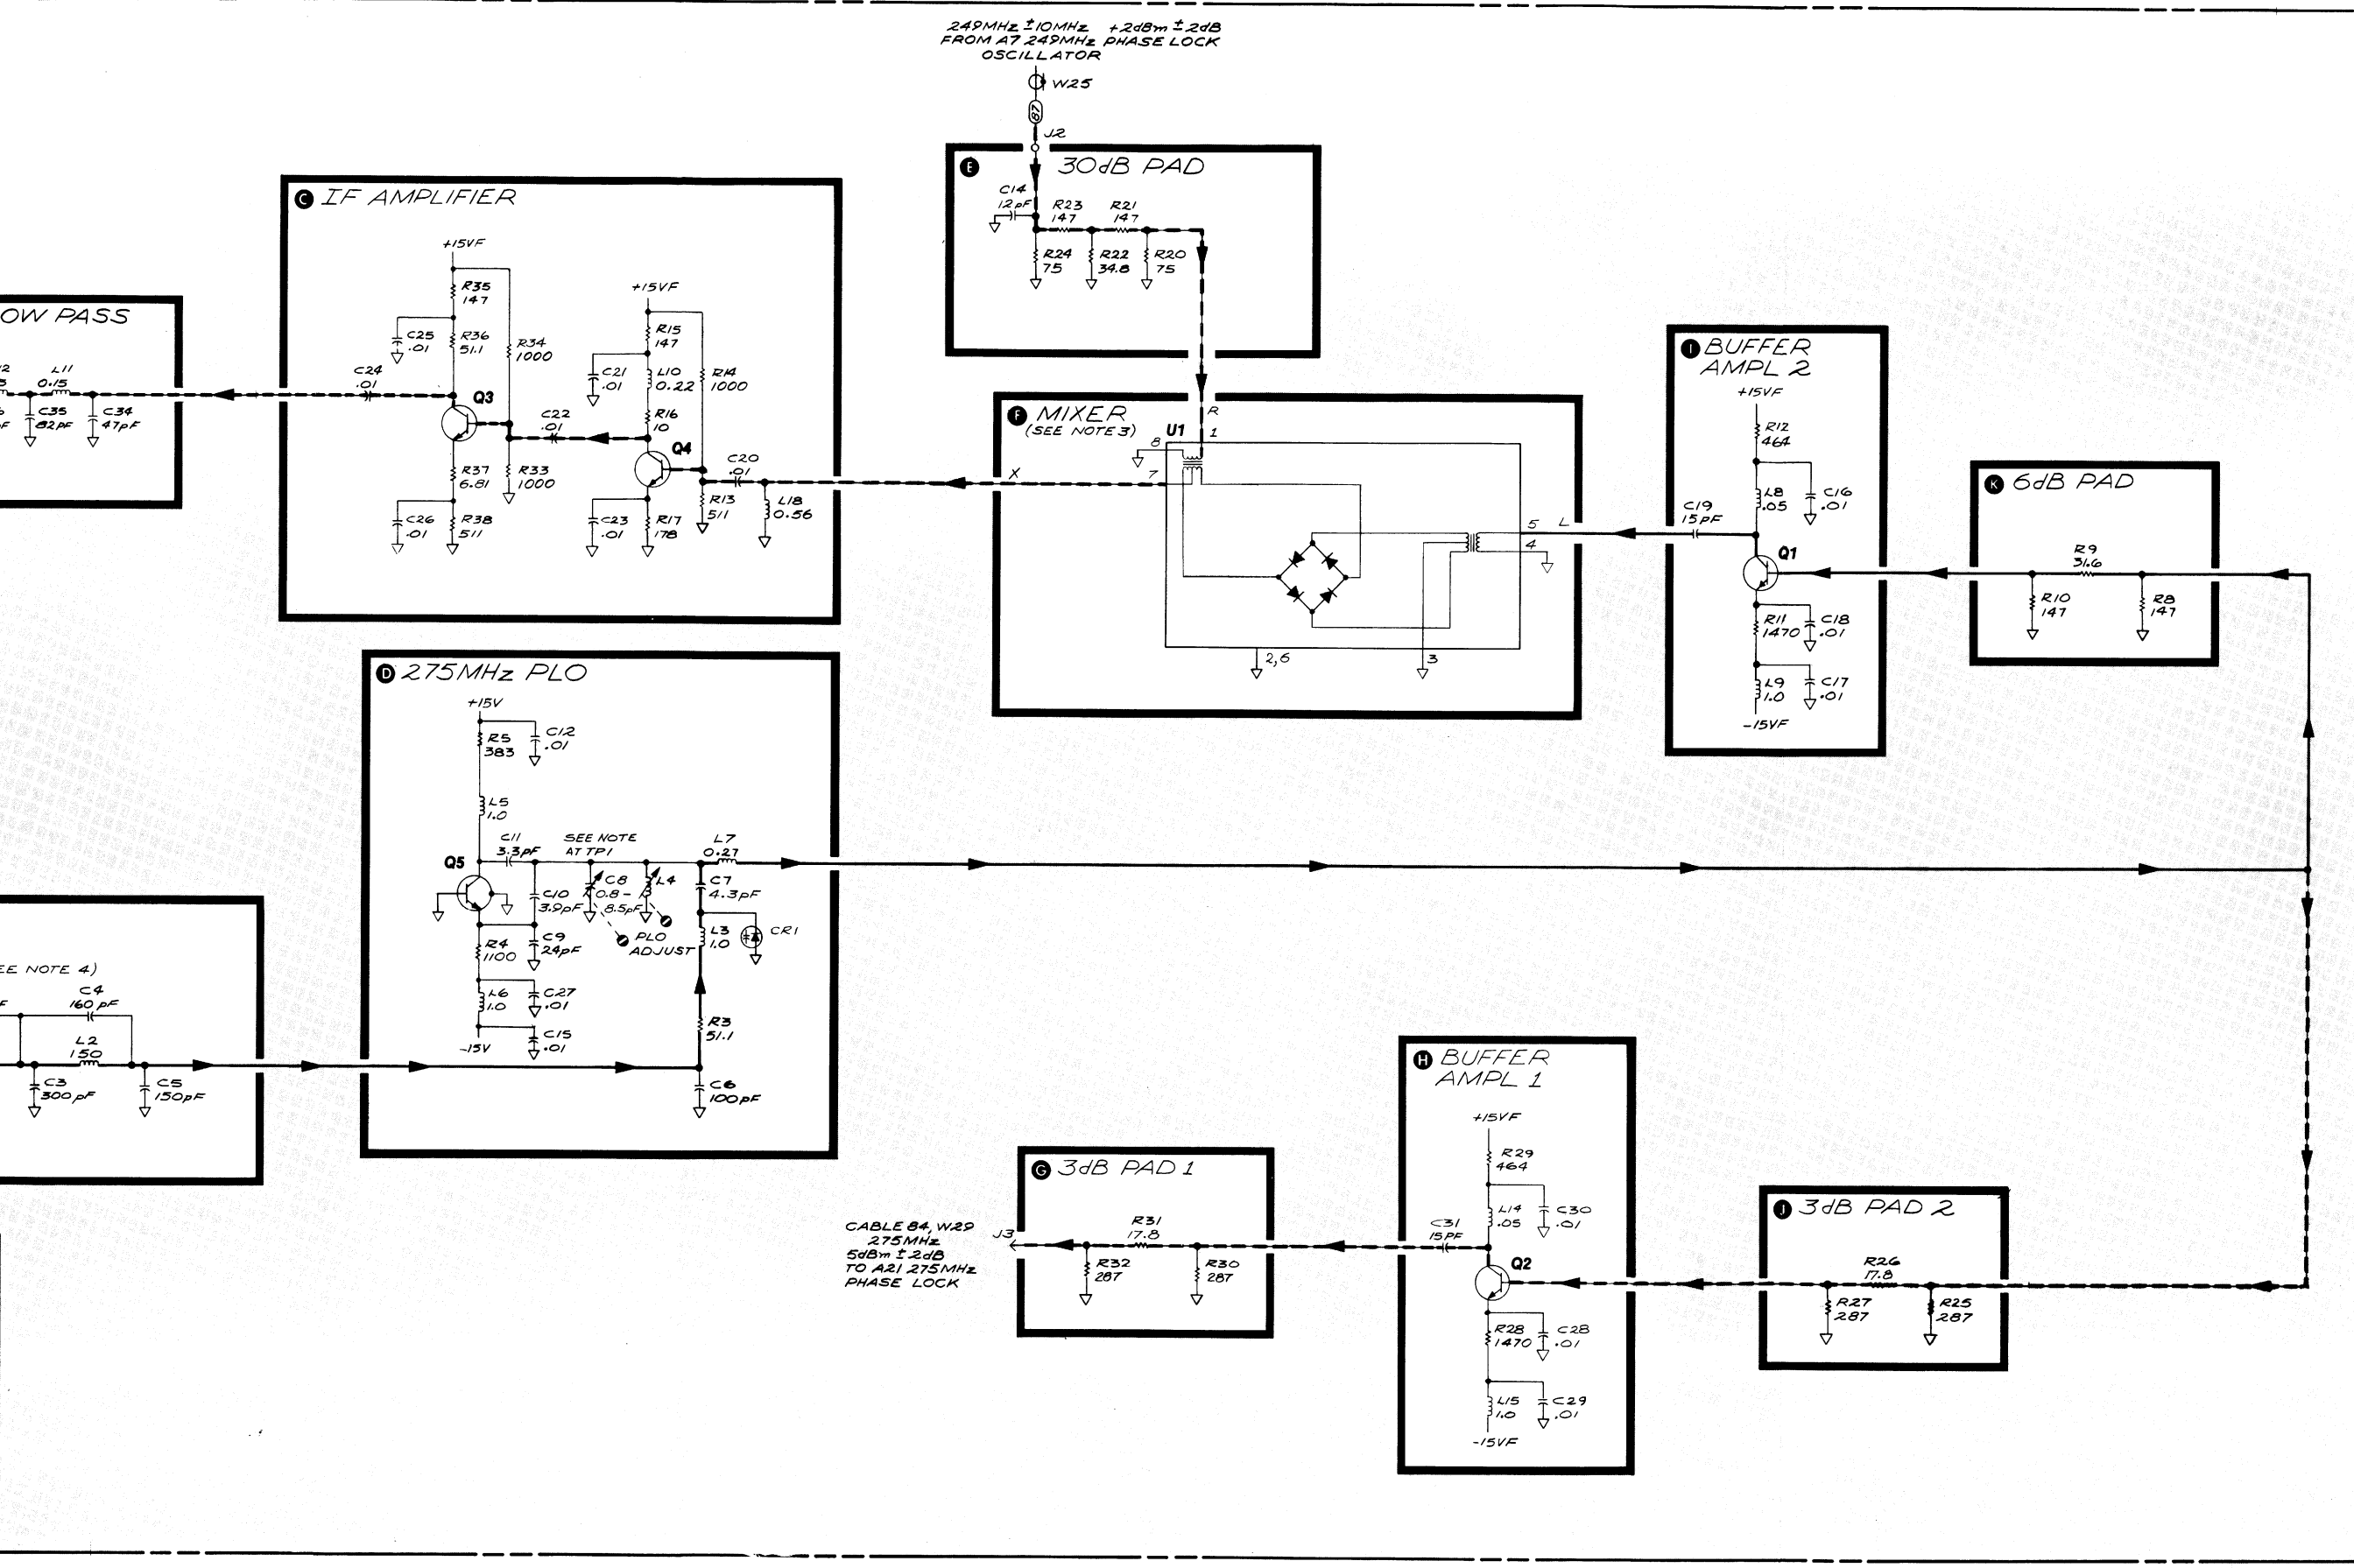 249MHz ±10MHz +2dBm ±2dB
FROM A7 249MHz PHASE LOCK
OSCILLATOR
W25
87
J2
E 30dB PAD
C14
12pF
R23
147
R21
147
R24
75
R22
34.8
R20
75
C IF AMPLIFIER
+15VF
R35
147
C25
.01
R36
51.1
R34
1000
C24
.01
Q3
C22
.01
R37
6.81
R33
1000
C26
.01
R38
511
+15VF
R15
147
C21
.01
L10
0.22
R14
1000
R16
10
Q4
C20
.01
C23
.01
R17
178
R13
511
L18
0.56
OW PASS
L11
0.15
C35
82pF
C34
47pF
F MIXER
(SEE NOTE 3)
U1
R
1
8
7
X
5
L
4
2,6
3
I BUFFER
AMPL 2
+15VF
R12
464
L8
.05
C16
.01
C19
15pF
Q1
R11
1470
C18
.01
L9
1.0
C17
.01
-15VF
K 6dB PAD
R9
31.6
R10
147
R8
147
D 275MHz PLO
+15V
R5
383
C12
.01
L5
1.0
C11
3.3pF
SEE NOTE
AT TP1
L7
0.27
Q5
C10
3.9pF
C8
0.8-
8.5pF
L4
C7
4.3pF
PLO
ADJUST
L3
1.0
CR1
R4
1100
C9
24pF
L6
1.0
C27
.01
C15
.01
-15V
R3
51.1
C6
100pF
EE NOTE 4)
C4
160pF
L2
150
C3
300pF
C5
150pF
H BUFFER
AMPL 1
+15VF
R29
464
L14
.05
C30
.01
C31
15PF
Q2
R28
1470
C28
.01
L15
1.0
C29
.01
-15VF
G 3dB PAD 1
R31
17.8
R32
287
R30
287
J3
CABLE 84, W29
275MHz
5dBm ±2dB
TO A21 275MHz
PHASE LOCK
J 3dB PAD 2
R26
17.8
R27
287
R25
287